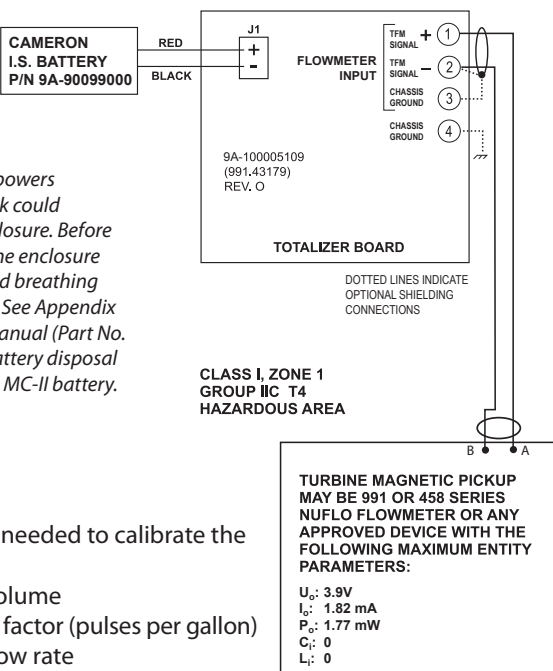 CAMERON
I.S. BATTERY
P/N 9A-90099000
RED
BLACK
J1
+
-
FLOWMETER
INPUT
TFM
SIGNAL + 1
TFM
SIGNAL – 2
CHASSIS
GROUND 3
CHASSIS
GROUND 4
9A-100005109
(991.43179)
REV. O
TOTALIZER BOARD
DOTTED LINES INDICATE
OPTIONAL SHIELDING
CONNECTIONS
powers
k could
losure. Before
he enclosure
d breathing
See Appendix
anual (Part No.
attery disposal
MC-II battery.
CLASS I, ZONE 1
GROUP IIC T4
HAZARDOUS AREA
B A
TURBINE MAGNETIC PICKUP
MAY BE 991 OR 458 SERIES
NUFLO FLOWMETER OR ANY
APPROVED DEVICE WITH THE
FOLLOWING MAXIMUM ENTITY
PARAMETERS:
Uo: 3.9V
Io: 1.82 mA
Po: 1.77 mW
Ci: 0
Li: 0
needed to calibrate the
olume
factor (pulses per gallon)
ow rate